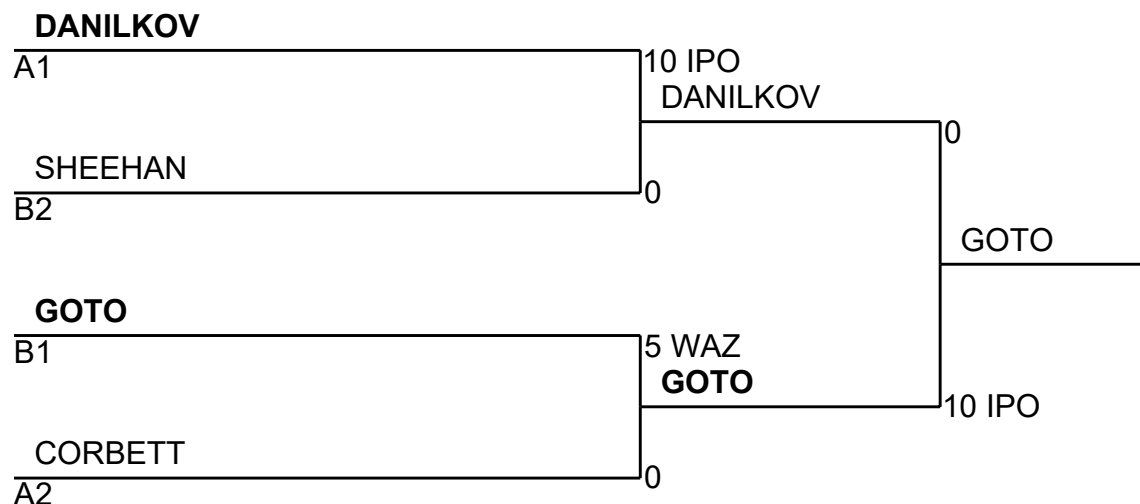 DANILKOV
A1
10 IPO
DANILKOV
0
SHEEHAN
B2
0
GOTO
GOTO
B1
5 WAZ
GOTO
10 IPO
CORBETT
A2
0